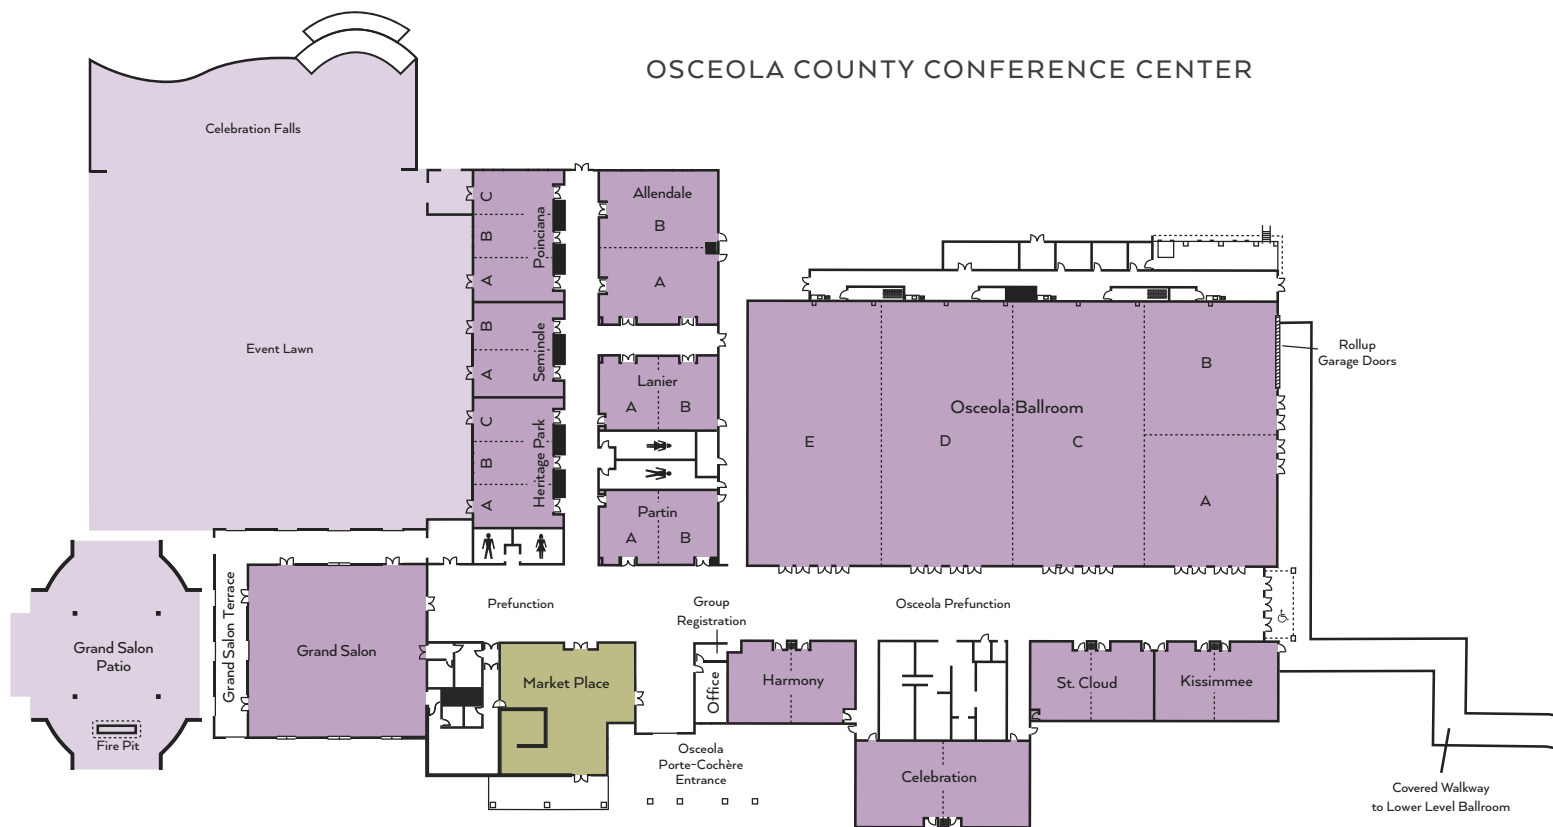 OSCEOLA COUNTY CONFERENCE CENTER
Celebration Falls
Event Lawn
C
B
A
Poinciana
B
A
Seminole
C
B
A
Heritage Park
Allendale
B
A
Lanier
A
B
Partin
A
B
Osceola Ballroom
E
D
C
B
A
Rollup
Garage Doors
Grand Salon
Patio
Fire Pit
Grand Salon Terrace
Grand Salon
Prefunction
Group
Registration
Osceola Prefunction
Market Place
Office
Harmony
St. Cloud
Kissimmee
Osceola
Porte-Cochère
Entrance
Celebration
Covered Walkway
to Lower Level Ballroom